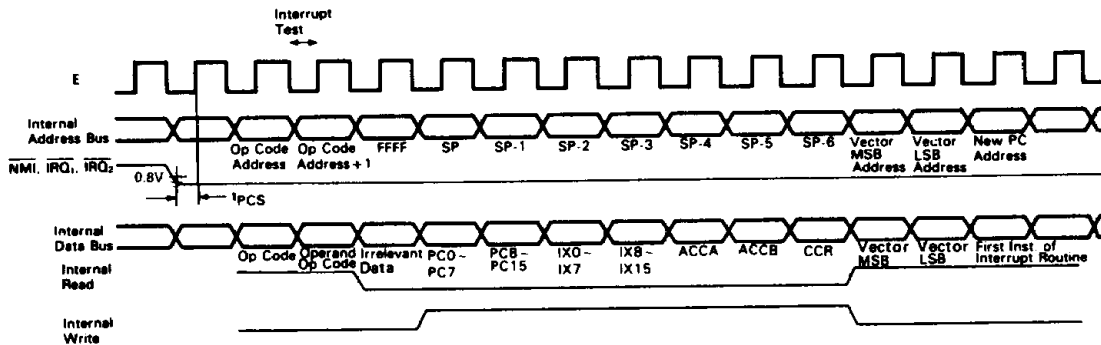 Interrupt
Test
E
Internal
Address Bus
Op Code
Address
Op Code
Address + 1
FFFF
SP
SP-1
SP-2
SP-3
SP-4
SP-5
SP-6
Vector
MSB
Address
Vector
LSB
Address
New PC
Address
NMI, IRQ₁, IRQ₂
0.8V
tPCS
Internal
Data Bus
Op Code
Operand
Op Code
Irrelevant
Data
PC0~
PC7
PC8~
PC15
IX0~
IX7
IX8~
IX15
ACCA
ACCB
CCR
Vector
MSB
Vector
LSB
First Inst. of
Interrupt Routine
Internal
Read
Internal
Write